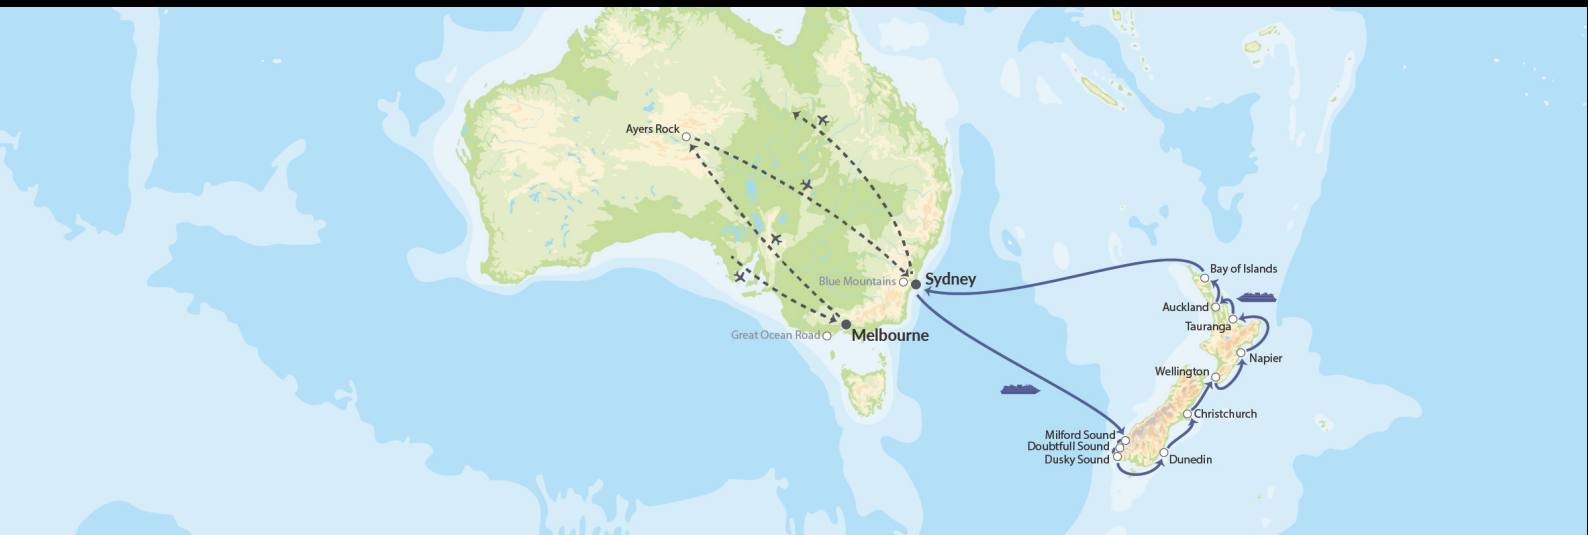 Ayers Rock
Bay of Islands
Blue Mountains
Sydney
Auckland
Tauranga
Great Ocean Road
Melbourne
Napier
Wellington
Christchurch
Milford Sound
Doubtfull Sound
Dusky Sound
Dunedin